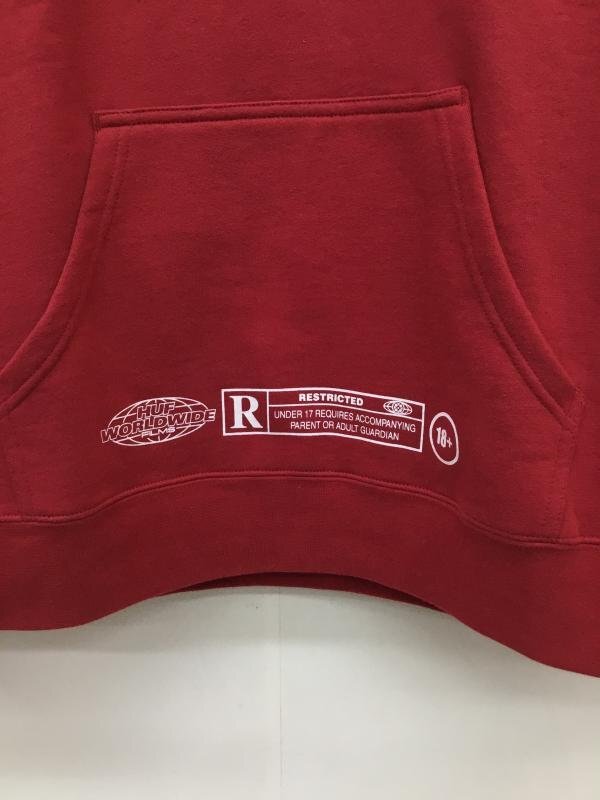 HUF
WORLDWIDE
FILMS
R
RESTRICTED
UNDER 17 REQUIRES ACCOMPANYING
PARENT OR ADULT GUARDIAN
18+